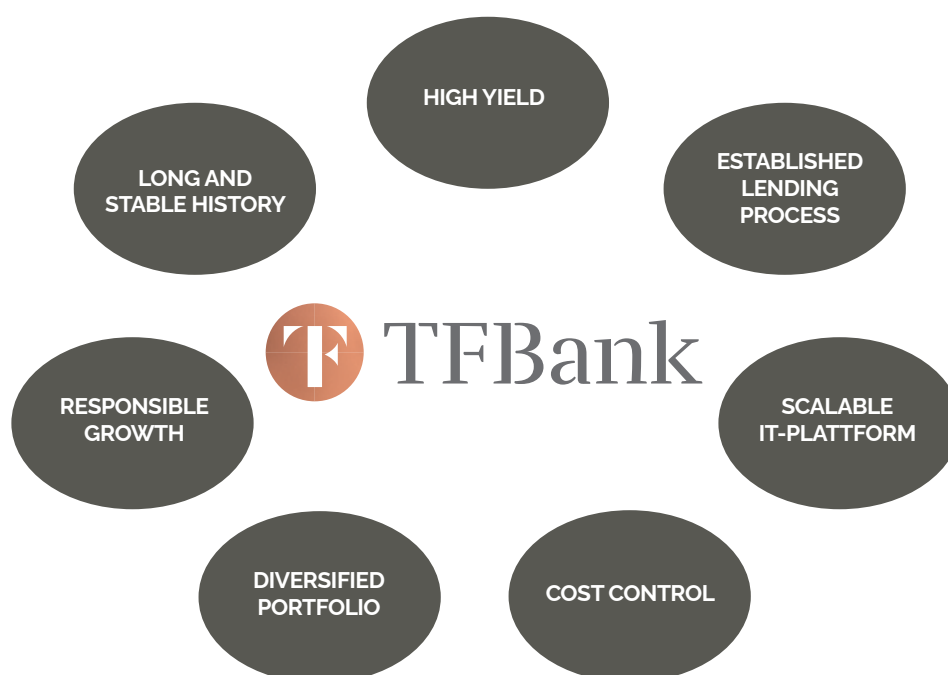 HIGH YIELD
LONG AND
STABLE HISTORY
ESTABLISHED
LENDING
PROCESS
TF TFBank
RESPONSIBLE
GROWTH
SCALABLE
IT-PLATTFORM
DIVERSIFIED
PORTFOLIO
COST CONTROL